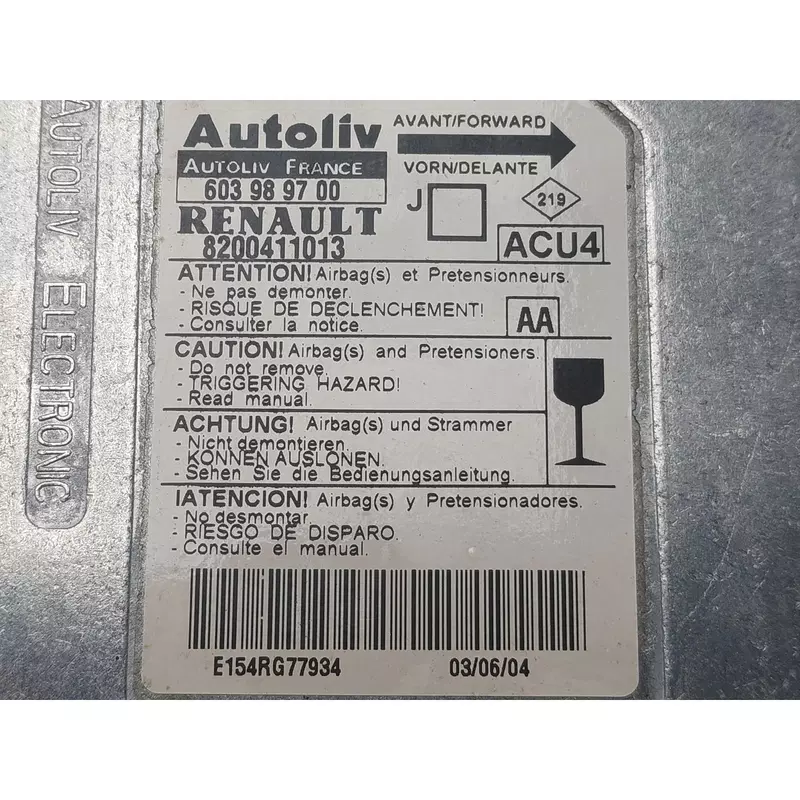 AUTOLIV ELECTRONIC
Autoliv
AVANT/FORWARD
AUTOLIV FRANCE
VORN/DELANTE
603 98 97 00
J
219
RENAULT
8200411013
ACU4
ATTENTION! Airbag(s) et Pretensionneurs.
- Ne pas demonter.
- RISQUE DE DECLENCHEMENT!
- Consulter la notice.
AA
CAUTION! Airbag(s) and Pretensioners.
- Do not remove.
- TRIGGERING HAZARD!
- Read manual.
ACHTUNG! Airbag(s) und Strammer
- Nicht demontieren.
- KONNEN AUSLONEN.
- Sehen Sie die Bedienungsanleitung.
IATENCION! Airbag(s) y Pretensionadores.
- No desmontar.
- RIESGO DE DISPARO.
- Consulte el manual.
E154RG77934
03/06/04